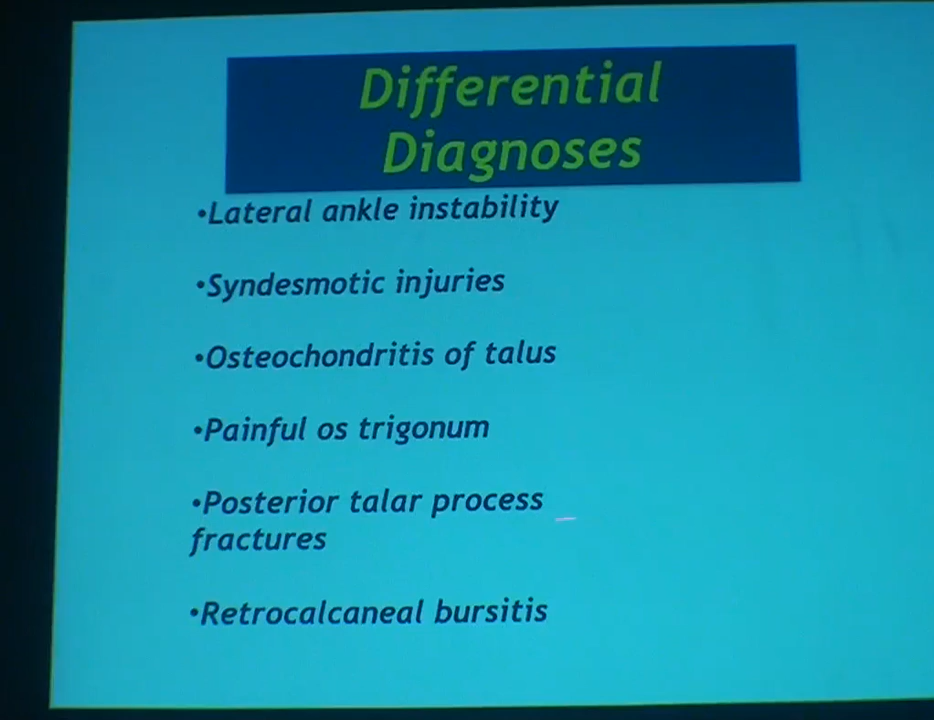 Differential
Diagnoses
•Lateral ankle instability
•Syndesmotic injuries
•Osteochondritis of talus
•Painful os trigonum
•Posterior talar process
fractures
•Retrocalcaneal bursitis